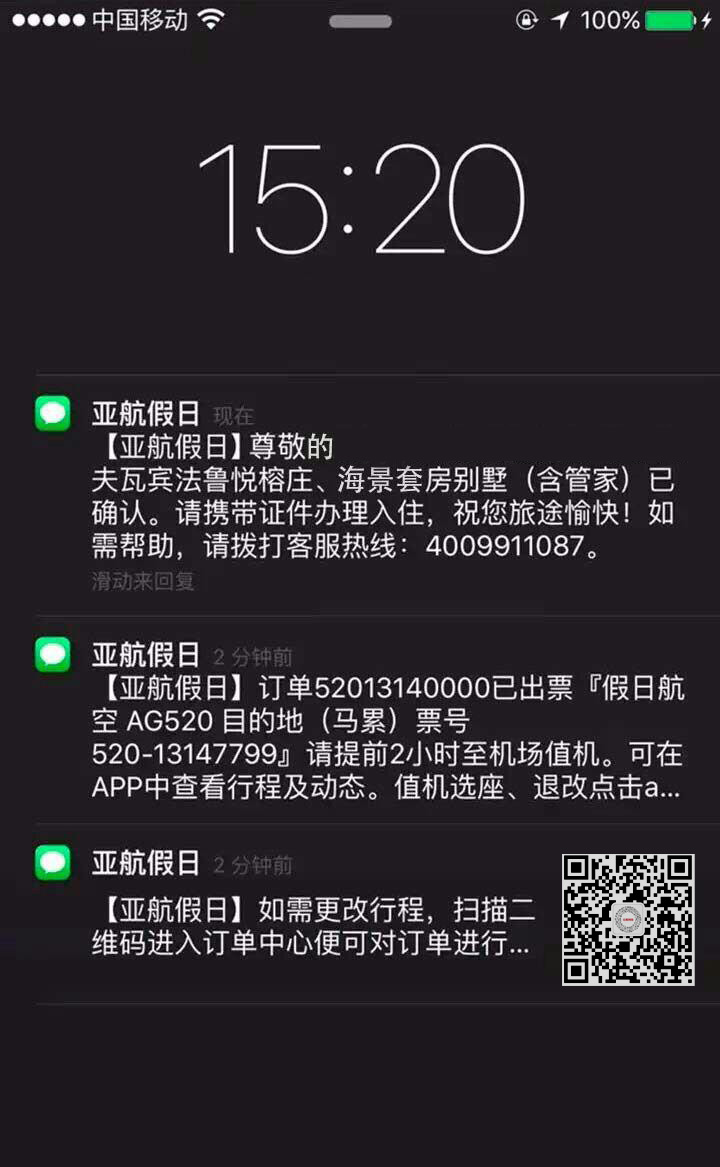 中国移动 100%
15:20
亚航假日 现在
【亚航假日】尊敬的
夫瓦宾法鲁悦榕庄、海景套房别墅（含管家）已
确认。请携带证件办理入住，祝您旅途愉快！如
需帮助，请拨打客服热线：4009911087。
滑动来回复
亚航假日 2 分钟前
【亚航假日】订单52013140000已出票『假日航
空 AG520 目的地（马累）票号
520-13147799』请提前2小时至机场值机。可在
APP中查看行程及动态。值机选座、退改点击a...
亚航假日 2 分钟前
【亚航假日】如需更改行程，扫描二
维码进入订单中心便可对订单进行...